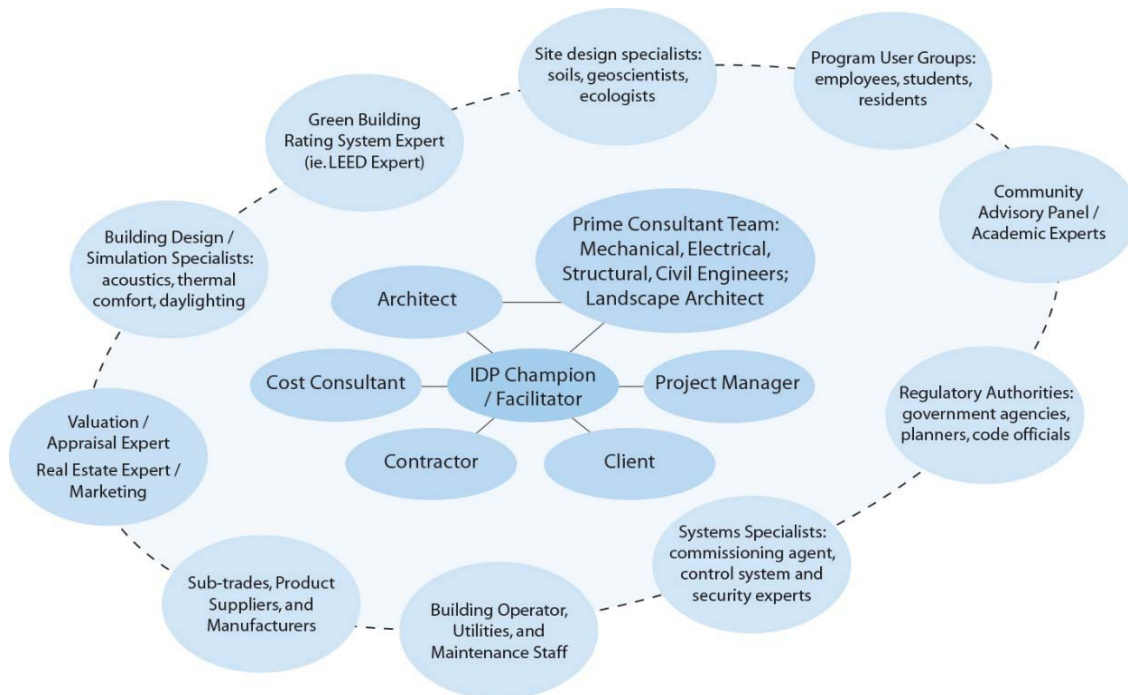 Site design specialists:
soils, geoscientists,
ecologists
Program User Groups:
employees, students,
residents
Green Building
Rating System Expert
(ie. LEED Expert)
Community
Advisory Panel /
Academic Experts
Building Design /
Simulation Specialists:
acoustics, thermal
comfort, daylighting
Prime Consultant Team:
Mechanical, Electrical,
Structural, Civil Engineers;
Landscape Architect
Architect
Cost Consultant
IDP Champion
/ Facilitator
Project Manager
Contractor
Client
Regulatory Authorities:
government agencies,
planners, code officials
Valuation /
Appraisal Expert
Real Estate Expert /
Marketing
Systems Specialists:
commissioning agent,
control system and
security experts
Sub-trades, Product
Suppliers, and
Manufacturers
Building Operator,
Utilities, and
Maintenance Staff